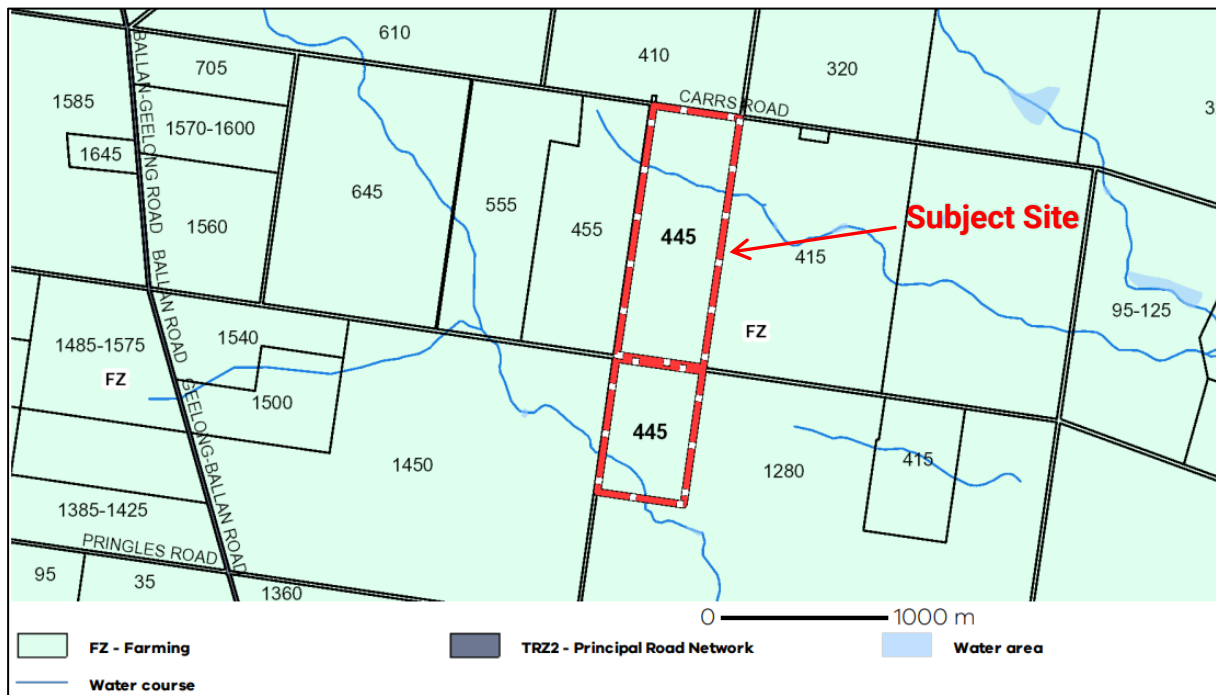 610
410
320
705
CARRS ROAD
1585
1570-1600
1645
645
555
455
445
Subject Site
1560
415
BALLAN-GEELONG ROAD
BALLAN ROAD
GEELONG-BALLAN ROAD
95-125
FZ
1540
1485-1575
FZ
1500
445
1450
1280
415
1385-1425
PRINGLES ROAD
95
35
1360
0 1000 m
FZ - Farming
TRZ2 - Principal Road Network
Water area
Water course